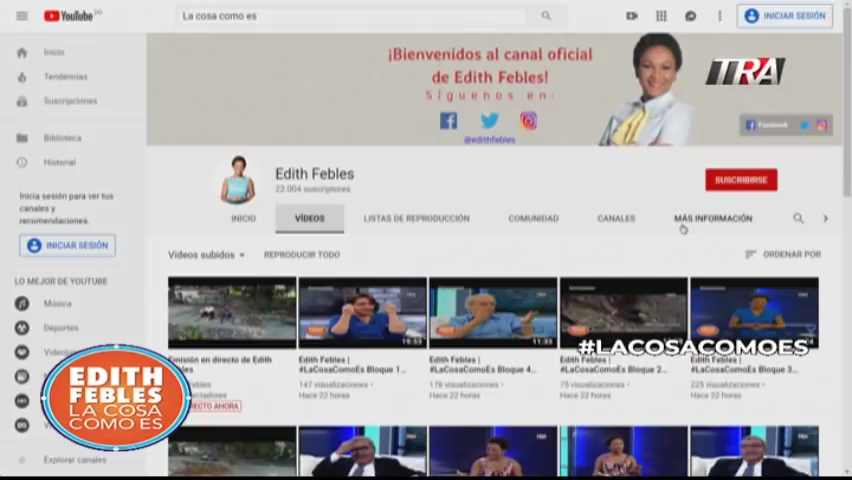 YouTube
La cosa como es
INICIAR SESIÓN
Inicio
Tendencias
Suscripciones
Biblioteca
Historial
Inicia sesión para ver tus
canales y
recomendaciones.
INICIAR SESIÓN
LO MEJOR DE YOUTUBE
Música
Deportes
Explorar canales
¡Bienvenidos al canal oficial
de Edith Febles!
Síguenos en:
@edithfebles
TRA
Facebook
Edith Febles
22.004 suscriptores
SUSCRIBIRSE
INICIO
VÍDEOS
LISTAS DE REPRODUCCIÓN
COMUNIDAD
CANALES
MÁS INFORMACIÓN
Vídeos subidos
REPRODUCIR TODO
ORDENAR POR
19:53
11:33
#LACOSACOMOES
Emisión en directo de Edith
Edith Febles |
#LaCosaComoEs Bloque 1...
147 visualizaciones •
Hace 22 horas
Edith Febles |
#LaCosaComoEs Bloque 4...
178 visualizaciones •
Hace 22 horas
Edith Febles |
#LaCosaComoEs Bloque 2...
75 visualizaciones •
Hace 22 horas
Edith Febles |
#LaCosaComoEs Bloque 3...
225 visualizaciones •
Hace 22 horas
EDITH
FEBLES
LA COSA
COMO ES